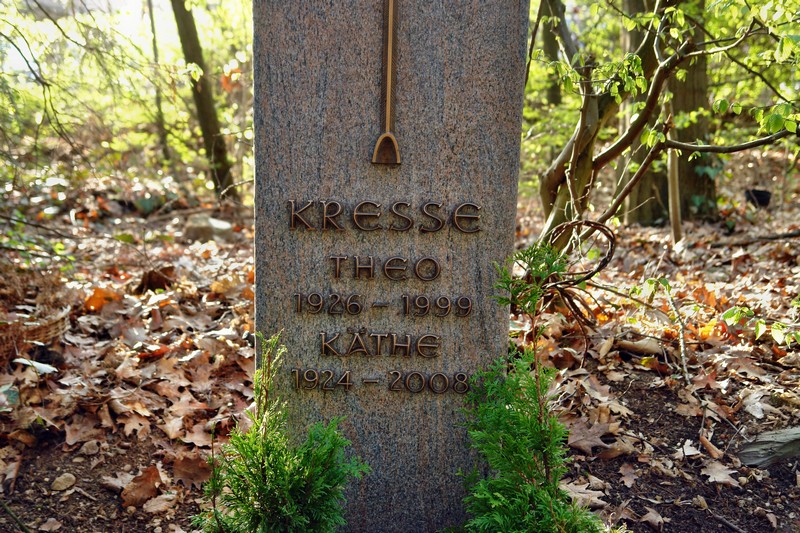 KRESSE
THEO
1926 – 1999
KÄTHE
1924 – 2008